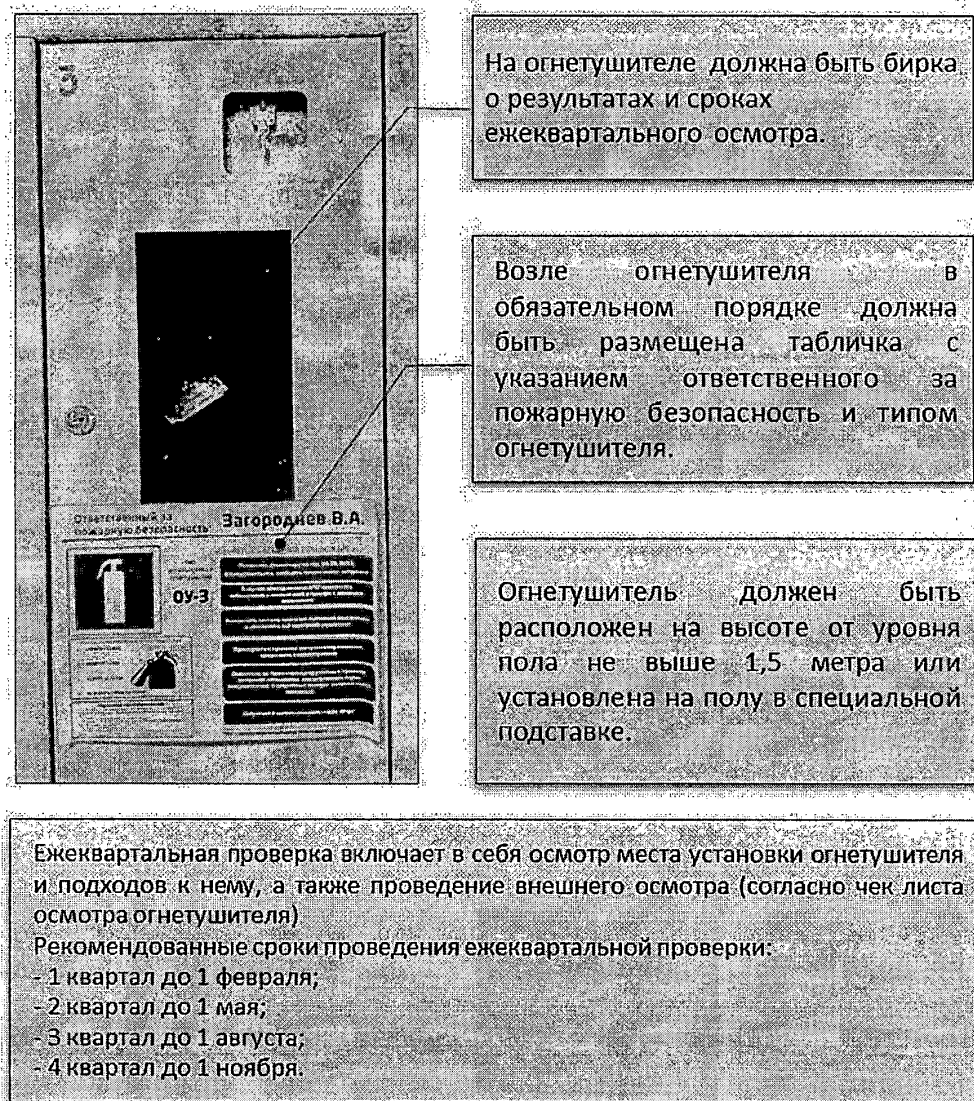 3
На огнетушителе должна быть бирка
о результатах и сроках
ежеквартального осмотра.
Возле огнетушителя в
обязательном порядке должна
быть размещена табличка с
указанием ответственного за
пожарную безопасность и типом
огнетушителя.
Ответственный за
пожарную безопасность
Загороднев В.А.
ОУ-3
Огнетушитель должен быть
расположен на высоте от уровня
пола не выше 1,5 метра или
установлена на полу в специальной
подставке.
Ежеквартальная проверка включает в себя осмотр места установки огнетушителя
и подходов к нему, а также проведение внешнего осмотра (согласно чек листа
осмотра огнетушителя)
Рекомендованные сроки проведения ежеквартальной проверки:
- 1 квартал до 1 февраля;
- 2 квартал до 1 мая;
- 3 квартал до 1 августа;
- 4 квартал до 1 ноября.